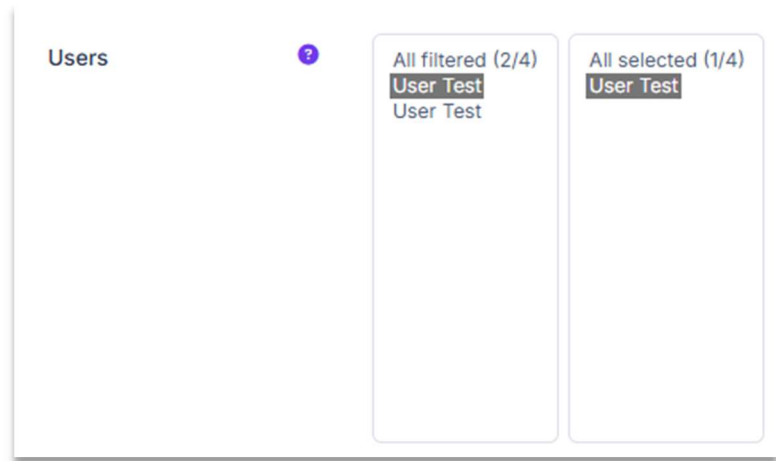 Users
?
All filtered (2/4)
User Test
User Test
All selected (1/4)
User Test